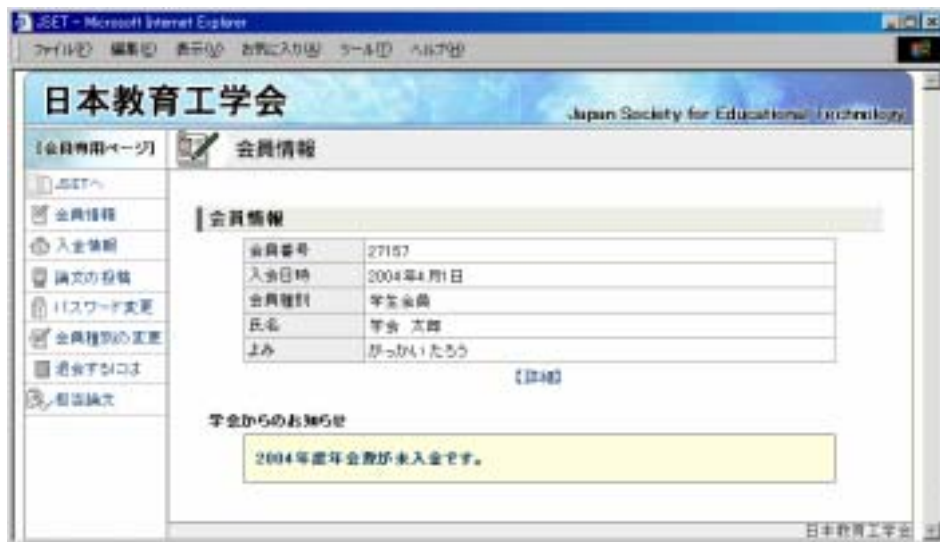 JSET - Microsoft Internet Explorer
ファイル(F) 編集(E) 表示(V) お気に入り(A) ツール(T) ヘルプ(H)
日本教育工学会
Japan Society for Educational Technology
【会員専用ページ】
会員情報
JSETへ
会員情報
入金情報
論文の投稿
パスワード変更
会員種別の変更
退会するには
担当論文
会員情報
会員番号 27157
入会日時 2004年4月1日
会員種別 学生会員
氏名 学会 太郎
よみ がっかい たろう
【詳細】
学会からのお知らせ
2004年度年会費が未入金です。
日本教育工学会